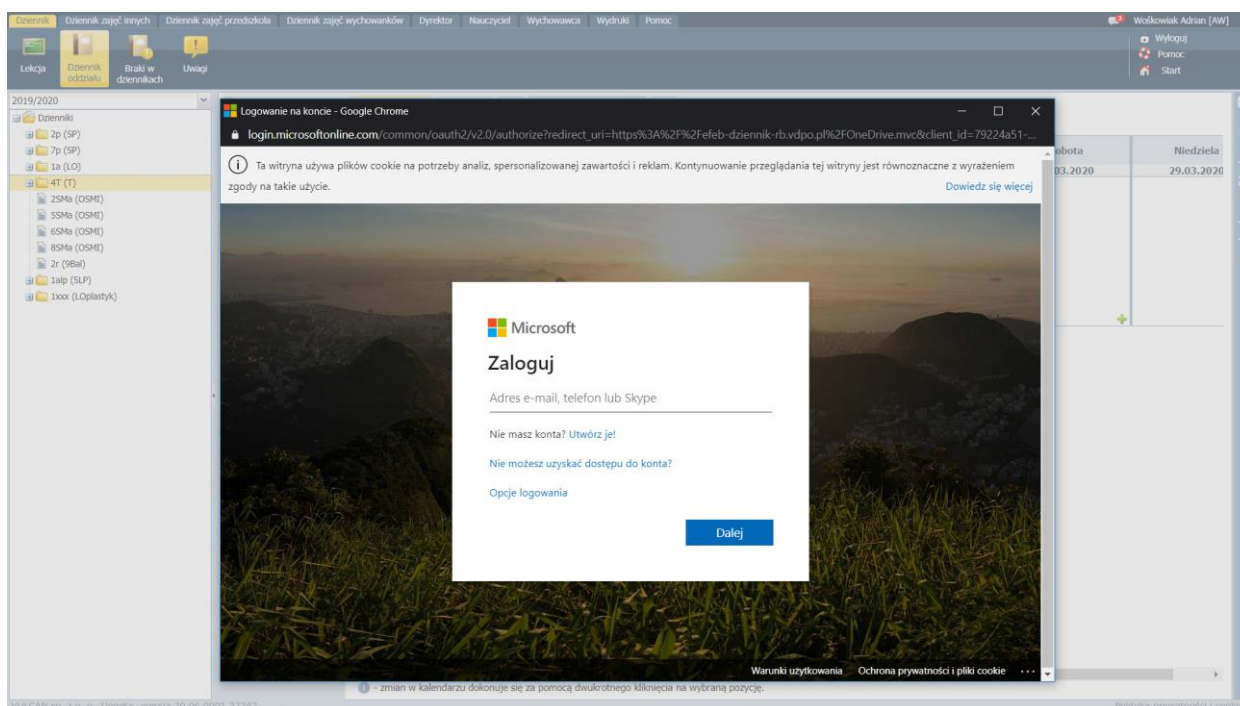 Dziennik Dziennik zajęć innych Dziennik zajęć przedszkola Dziennik zajęć wychowanków Dyrektor Nauczyciel Wychowawca Wydruki Pomoc Wośkowiak Adrian [AW]
Wyloguj
Pomoc
Start
Lekcja
Dziennik oddziału
Braki w dziennikach
Uwagi
2019/2020
Dzienniki
2p (SP)
7p (SP)
1a (LO)
4T (T)
2SMa (OSMI)
5SMa (OSMI)
6SMa (OSMI)
8SMa (OSMI)
2r (9Bal)
1alp (SLP)
1xxx (LOplastyk)
Logowanie na koncie - Google Chrome
login.microsoftonline.com/common/oauth2/v2.0/authorize?redirect_uri=https%3A%2F%2Fefeb-dziennik-rb.vdpo.pl%2FOneDrive.mvc&client_id=79224a51-...
Ta witryna używa plików cookie na potrzeby analiz, spersonalizowanej zawartości i reklam. Kontynuowanie przeglądania tej witryny jest równoznaczne z wyrażeniem
zgody na takie użycie.
Dowiedz się więcej
obota Niedziela
03.2020 29.03.2020
Microsoft
Zaloguj
Adres e-mail, telefon lub Skype
Nie masz konta? Utwórz je!
Nie możesz uzyskać dostępu do konta?
Opcje logowania
Dalej
Warunki użytkowania Ochrona prywatności i pliki cookie ...
- zmian w kalendarzu dokonuje się za pomocą dwukrotnego kliknięcia na wybraną pozycję.